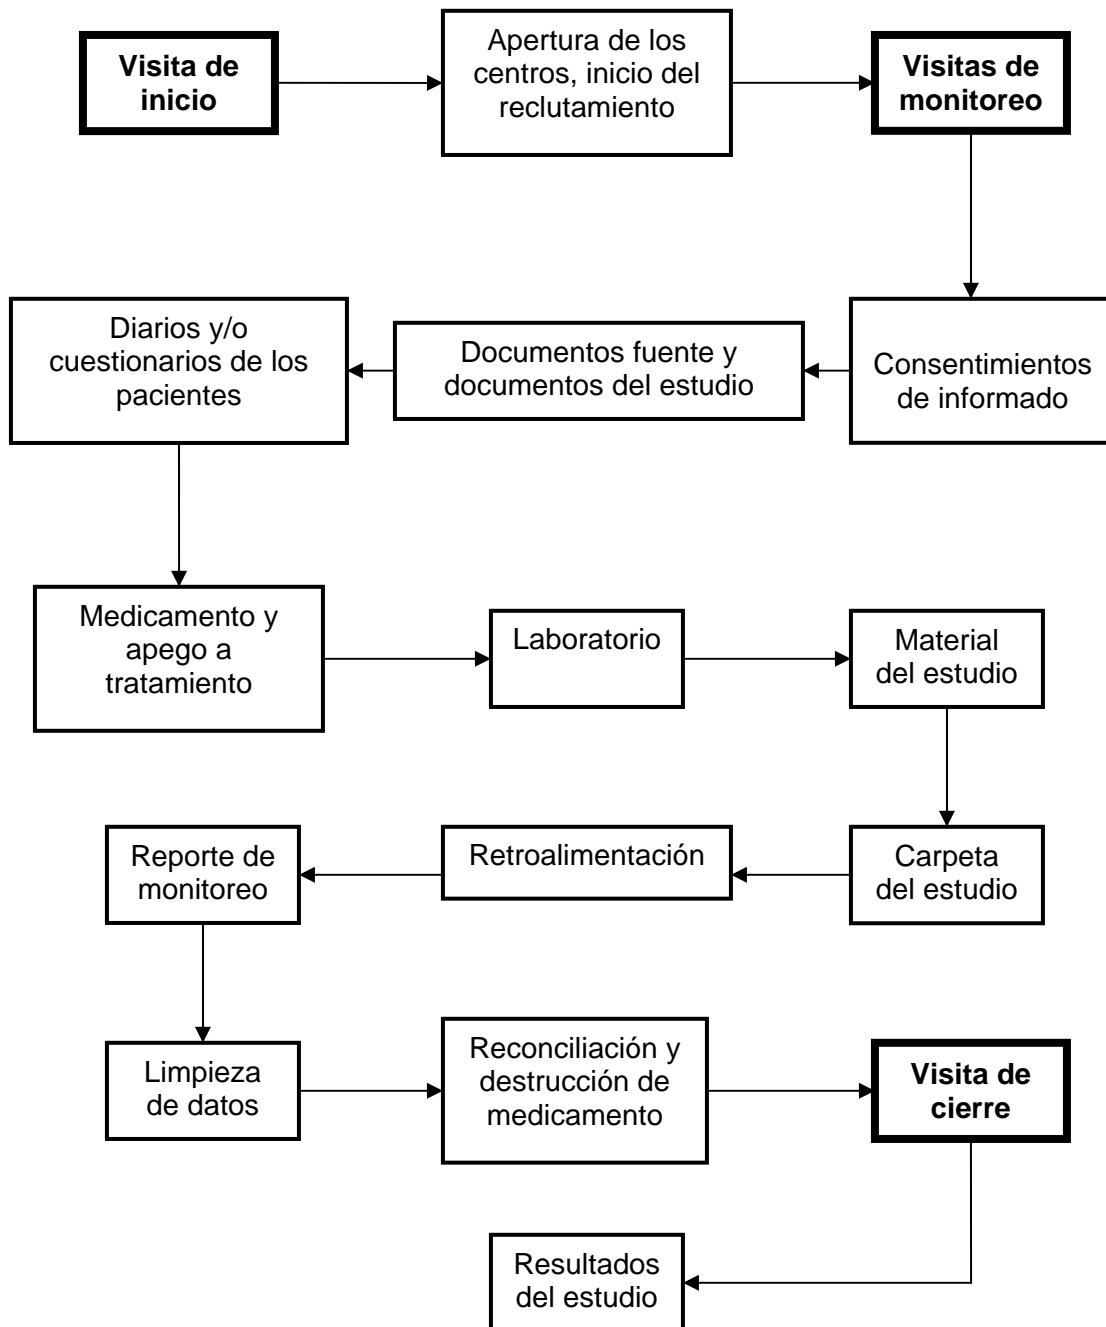 Visita de
inicio
Apertura de los
centros, inicio del
reclutamiento
Visitas de
monitoreo
Consentimientos
de informado
Documentos fuente y
documentos del estudio
Diarios y/o
cuestionarios de los
pacientes
Medicamento y
apego a
tratamiento
Laboratorio
Material
del estudio
Carpeta
del estudio
Retroalimentación
Reporte de
monitoreo
Limpieza
de datos
Reconciliación y
destrucción de
medicamento
Visita de
cierre
Resultados
del estudio